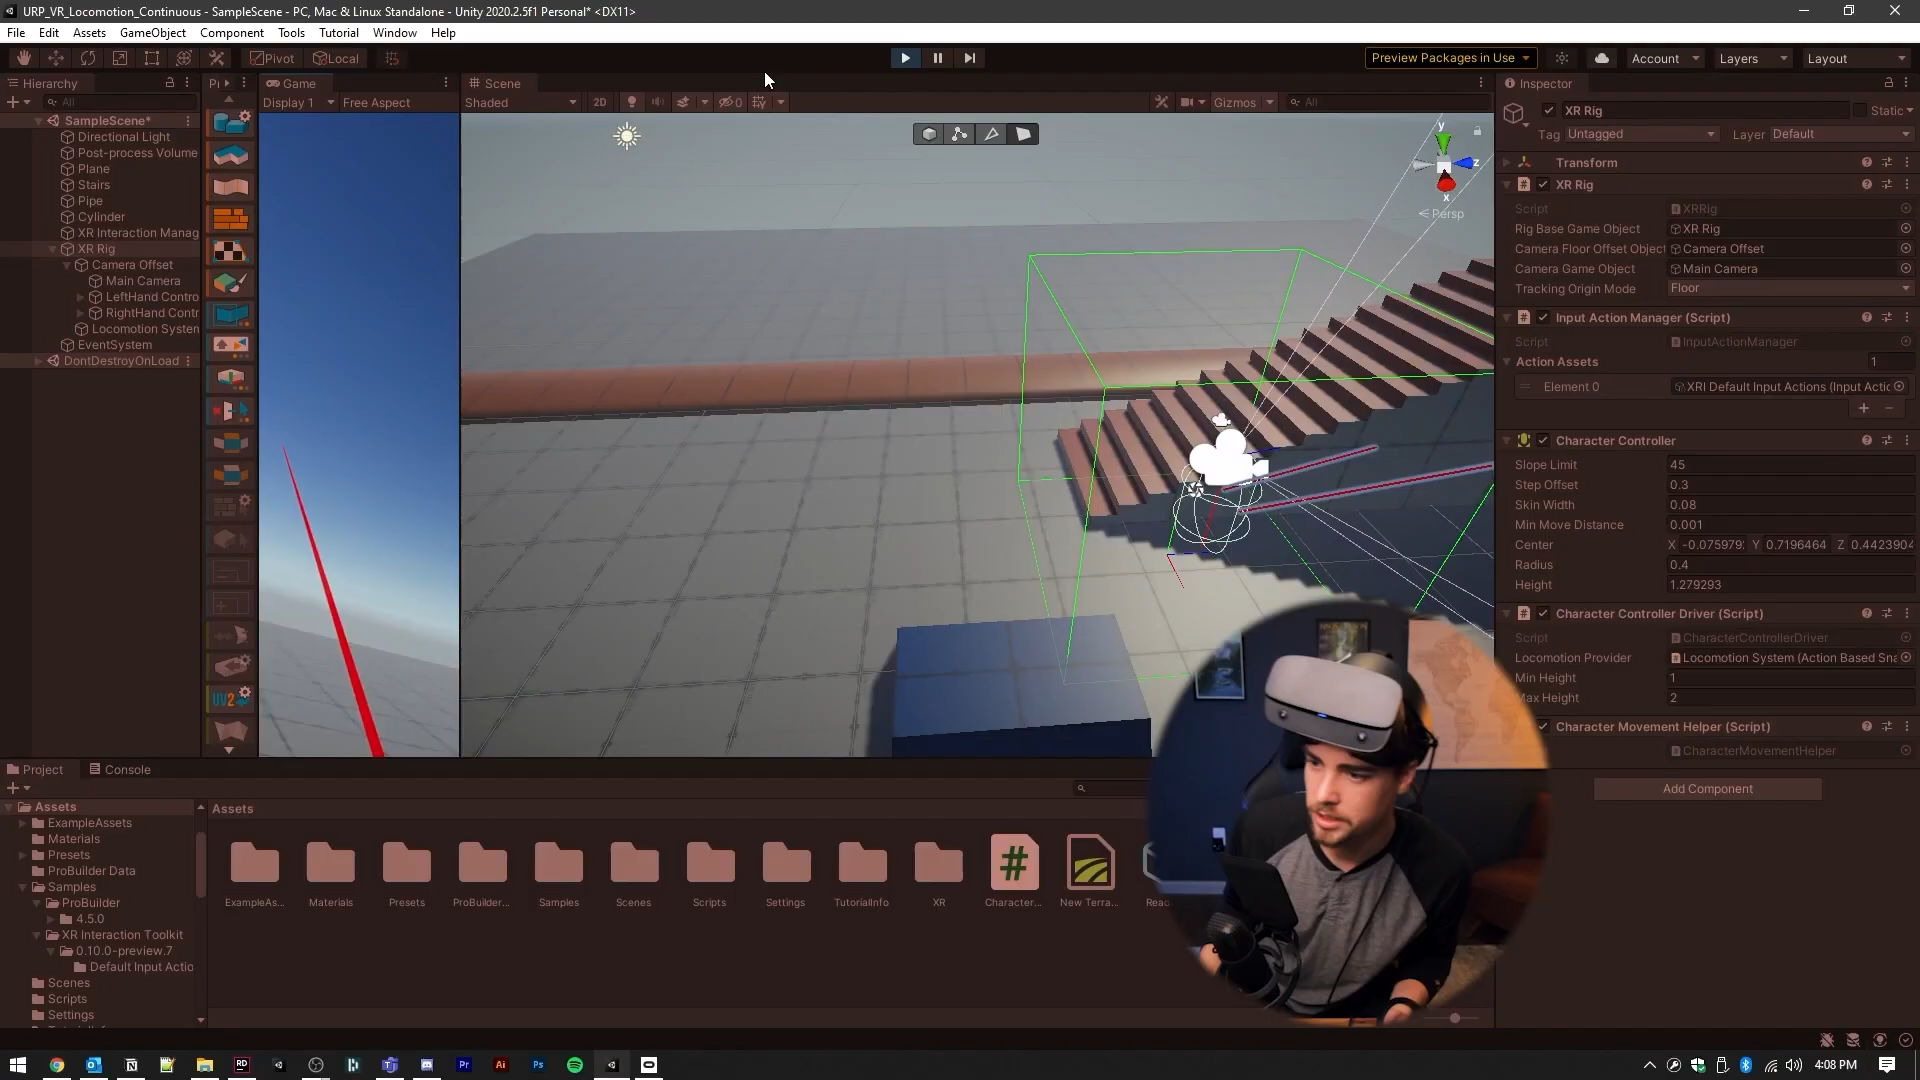 URP_VR_Locomotion_Continuous - SampleScene - PC, Mac & Linux Standalone - Unity 2020.2.5f1 Personal* <DX11>
File Edit Assets GameObject Component Tools Tutorial Window Help
Pivot Local Preview Packages in Use Account Layers Layout
Hierarchy
All
SampleScene*
Directional Light
Post-process Volume
Plane
Stairs
Pipe
Cylinder
XR Interaction Manag
XR Rig
Camera Offset
Main Camera
LeftHand Contro
RightHand Contr
Locomotion System
EventSystem
DontDestroyOnLoad
Game
Display 1 Free Aspect
Scene
Shaded 2D 0 Gizmos All
UV2
y
z
x
Persp
Inspector
XR Rig Static
Tag Untagged Layer Default
Transform
XR Rig
Script XRRig
Rig Base Game Object XR Rig
Camera Floor Offset Object Camera Offset
Camera Game Object Main Camera
Tracking Origin Mode Floor
Input Action Manager (Script)
Script InputActionManager
Action Assets 1
Element 0 XRI Default Input Actions (Input Actic
Character Controller
Slope Limit 45
Step Offset 0.3
Skin Width 0.08
Min Move Distance 0.001
Center X -0.075979 Y 0.7196464 Z 0.4423904
Radius 0.4
Height 1.279293
Character Controller Driver (Script)
Script CharacterControllerDriver
Locomotion Provider Locomotion System (Action Based Sna
Min Height 1
Max Height 2
Character Movement Helper (Script)
CharacterMovementHelper
Add Component
Project Console
Assets
ExampleAssets
Materials
Presets
ProBuilder Data
Samples
ProBuilder
4.5.0
XR Interaction Toolkit
0.10.0-preview.7
Default Input Actio
Scenes
Scripts
Settings
Assets
ExampleAs... Materials Presets ProBuilder... Samples Scenes Scripts Settings TutorialInfo XR Character... New Terra... Read
4:08 PM